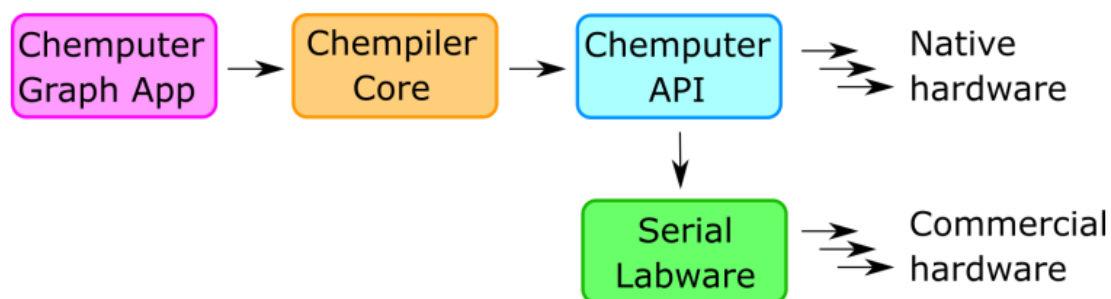 Chemputer
Graph App
Chempiler
Core
Chemputer
API
Native
hardware
Serial
Labware
Commercial
hardware